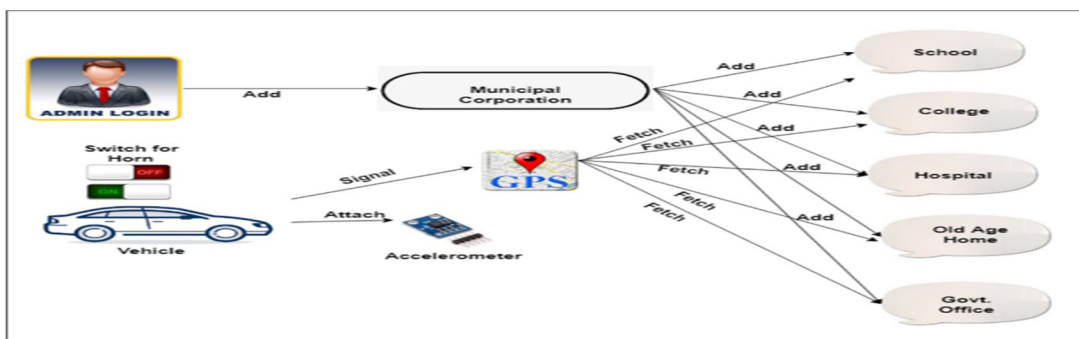 ADMIN LOGIN
Add
Municipal
Corporation
Add
Add
Add
Add
Add
School
College
Hospital
Old Age
Home
Govt.
Office
Switch for
Horn
OFF
ON
Vehicle
Signal
Attach
GPS
Accelerometer
Fetch
Fetch
Fetch
Fetch
Fetch